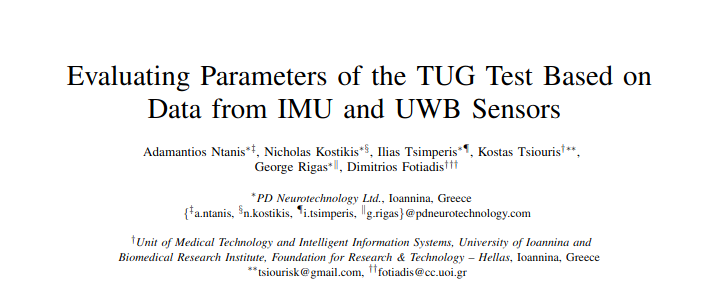 Evaluating Parameters of the TUG Test Based on
Data from IMU and UWB Sensors
Adamantios Ntanis*‡, Nicholas Kostikis*§, Ilias Tsimperis*¶, Kostas Tsiouris†**,
George Rigas*‖, Dimitrios Fotiadis†††
*PD Neurotechnology Ltd., Ioannina, Greece
{‡a.ntanis, §n.kostikis, ¶i.tsimperis, ‖g.rigas}@pdneurotechnology.com
†Unit of Medical Technology and Intelligent Information Systems, University of Ioannina and
Biomedical Research Institute, Foundation for Research & Technology – Hellas, Ioannina, Greece
**tsiourisk@gmail.com, ††fotiadis@cc.uoi.gr